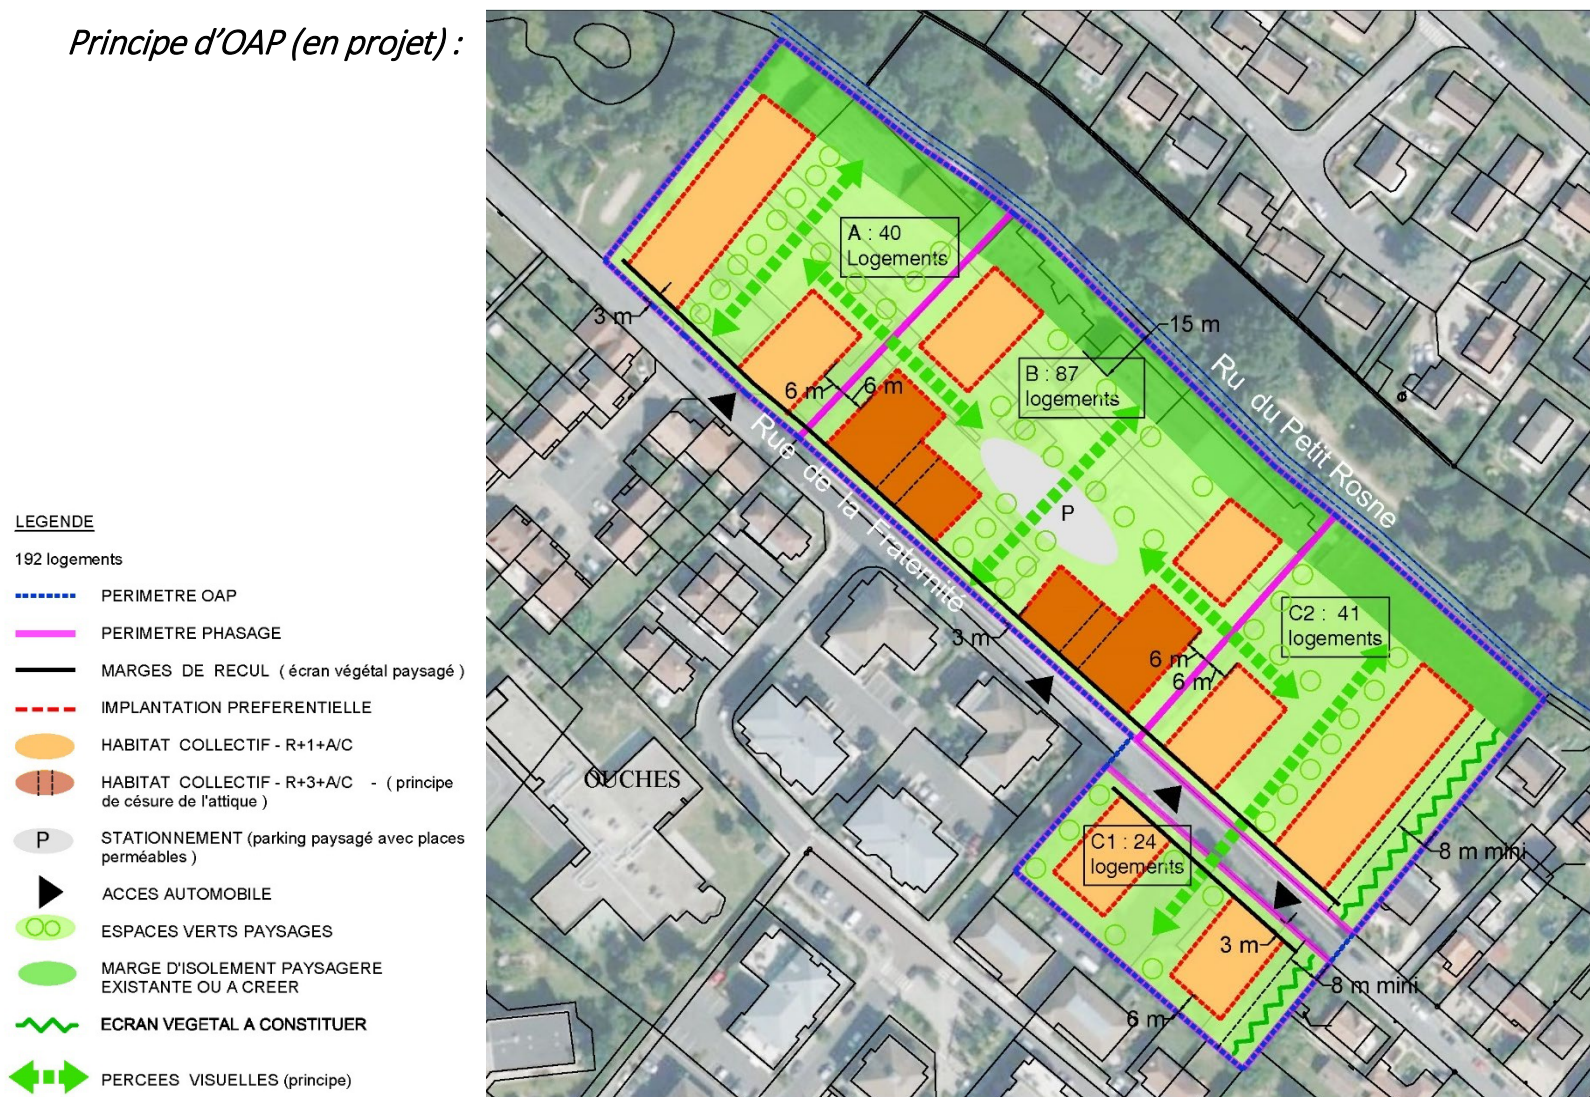 Principe d'OAP (en projet) :
LEGENDE
192 logements
PERIMETRE OAP
PERIMETRE PHASAGE
MARGES DE RECUL ( écran végétal paysagé )
IMPLANTATION PREFERENTIELLE
HABITAT COLLECTIF - R+1+A/C
HABITAT COLLECTIF - R+3+A/C - ( principe
de césure de l'attique )
P
STATIONNEMENT (parking paysagé avec places
perméables )
ACCÈS AUTOMOBILE
ESPACES VERTS PAYSAGES
MARGE D'ISOLEMENT PAYSAGERE
EXISTANTE OU A CREER
ECRAN VEGETAL A CONSTITUER
PERCEES VISUELLES (principe)
A : 40
Logements
3 m
15 m
6 m
6 m
B : 87
logements
Ru du Petit Rosne
Rue de la Fraternité
P
3 m
C2 : 41
logements
6 m
6 m
OUCHES
C1 : 24
logements
8 m mini
3 m
8 m mini
6 m